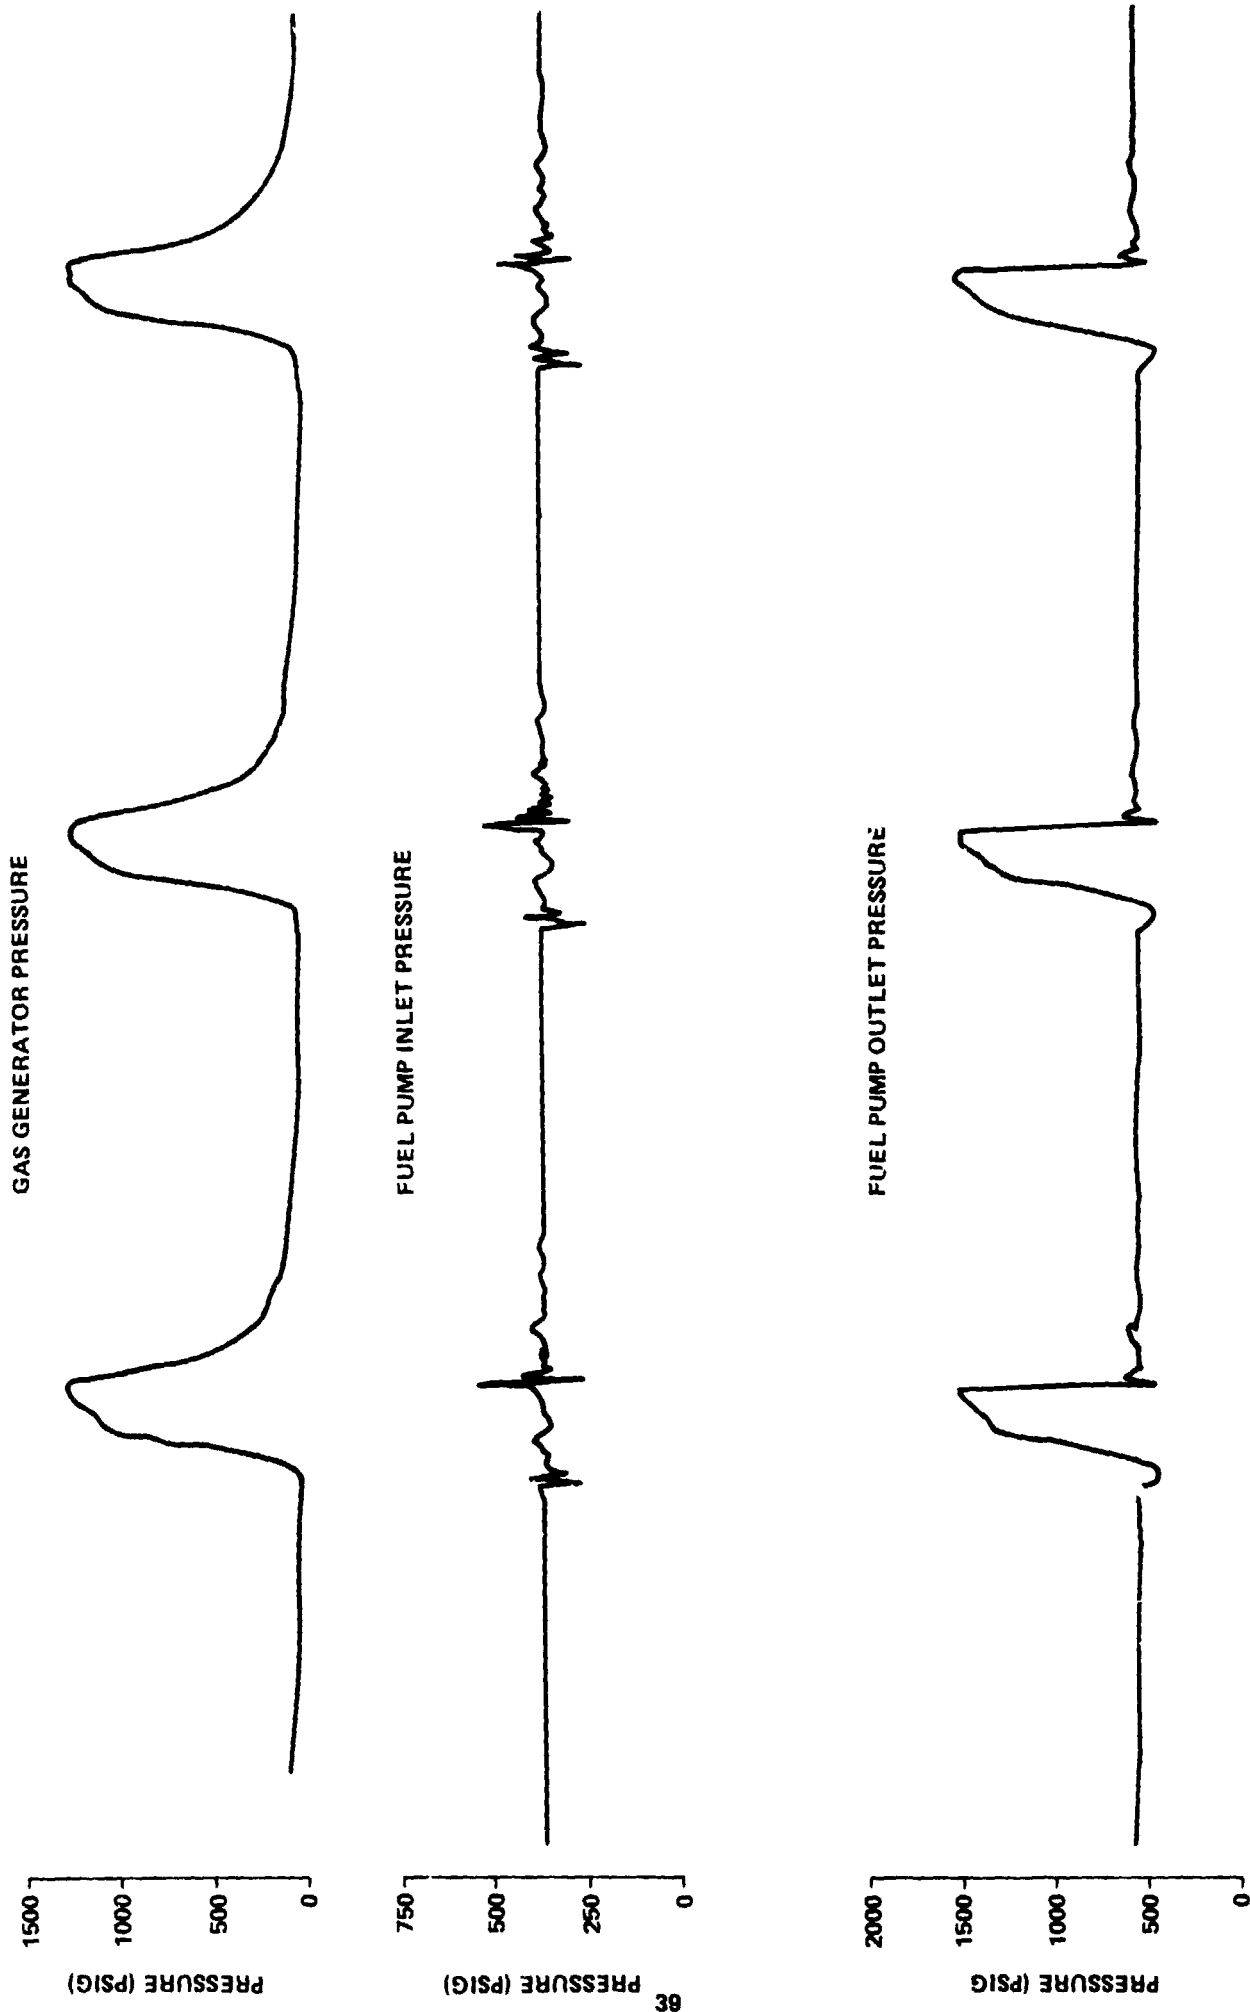 GAS GENERATOR PRESSURE
1500
1000
500
0
PRESSURE (PSIG)
FUEL PUMP INLET PRESSURE
750
500
250
0
PRESSURE (PSIG)
FUEL PUMP OUTLET PRESSURE
2000
1500
1000
500
0
PRESSURE (PSIG
39